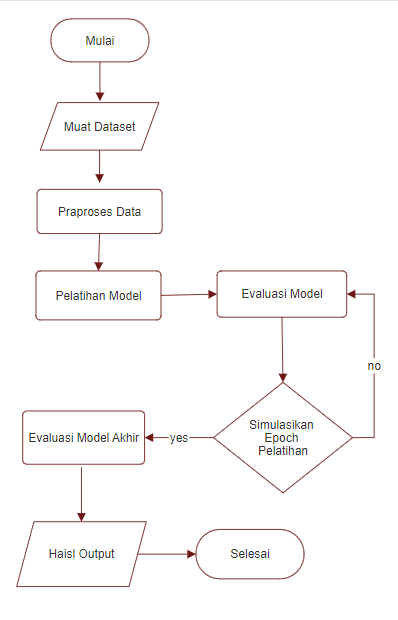 Mulai
Muat Dataset
Praproses Data
Pelatihan Model
Evaluasi Model
no
Simulasikan
Epoch
Pelatihan
yes
Evaluasi Model Akhir
Haisl Output
Selesai